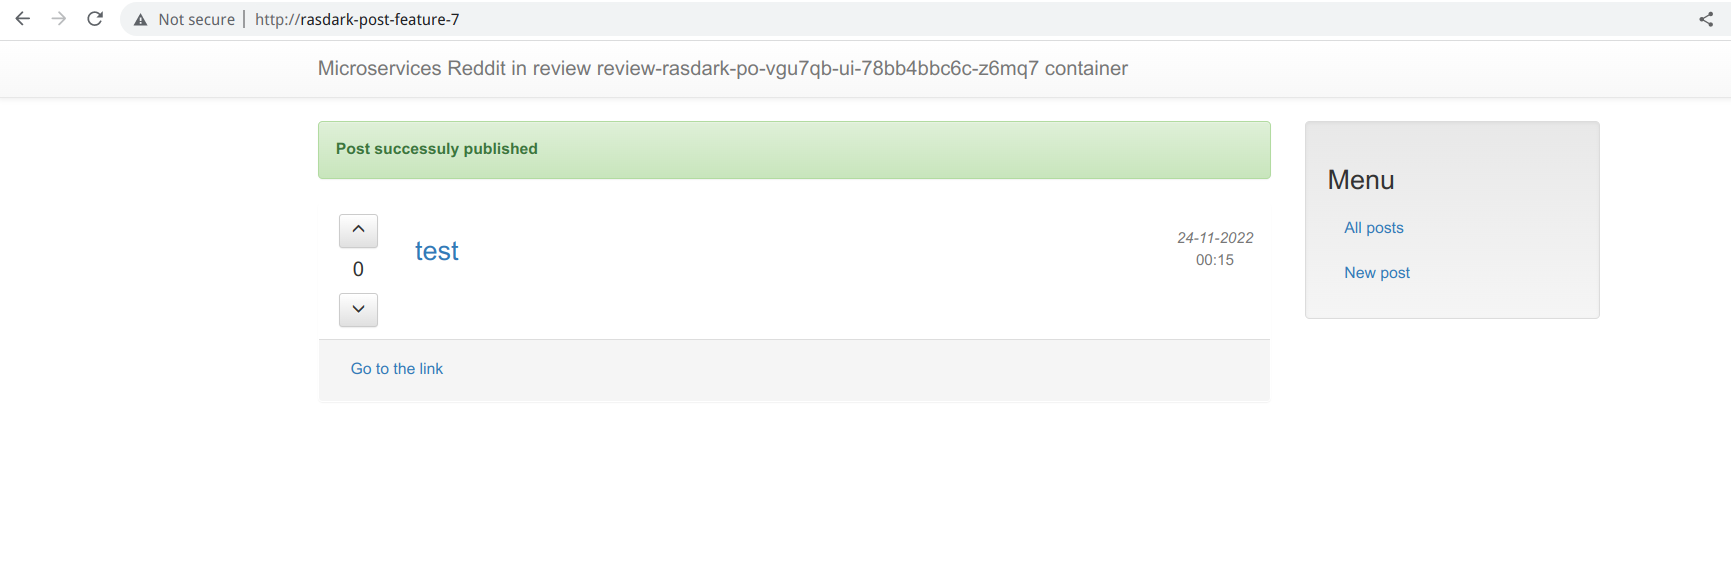 Not secure | http://rasdark-post-feature-7
Microservices Reddit in review review-rasdark-po-vgu7qb-ui-78bb4bbc6c-z6mq7 container
Post successuly published
test
0
24-11-2022
00:15
Go to the link
Menu
All posts
New post